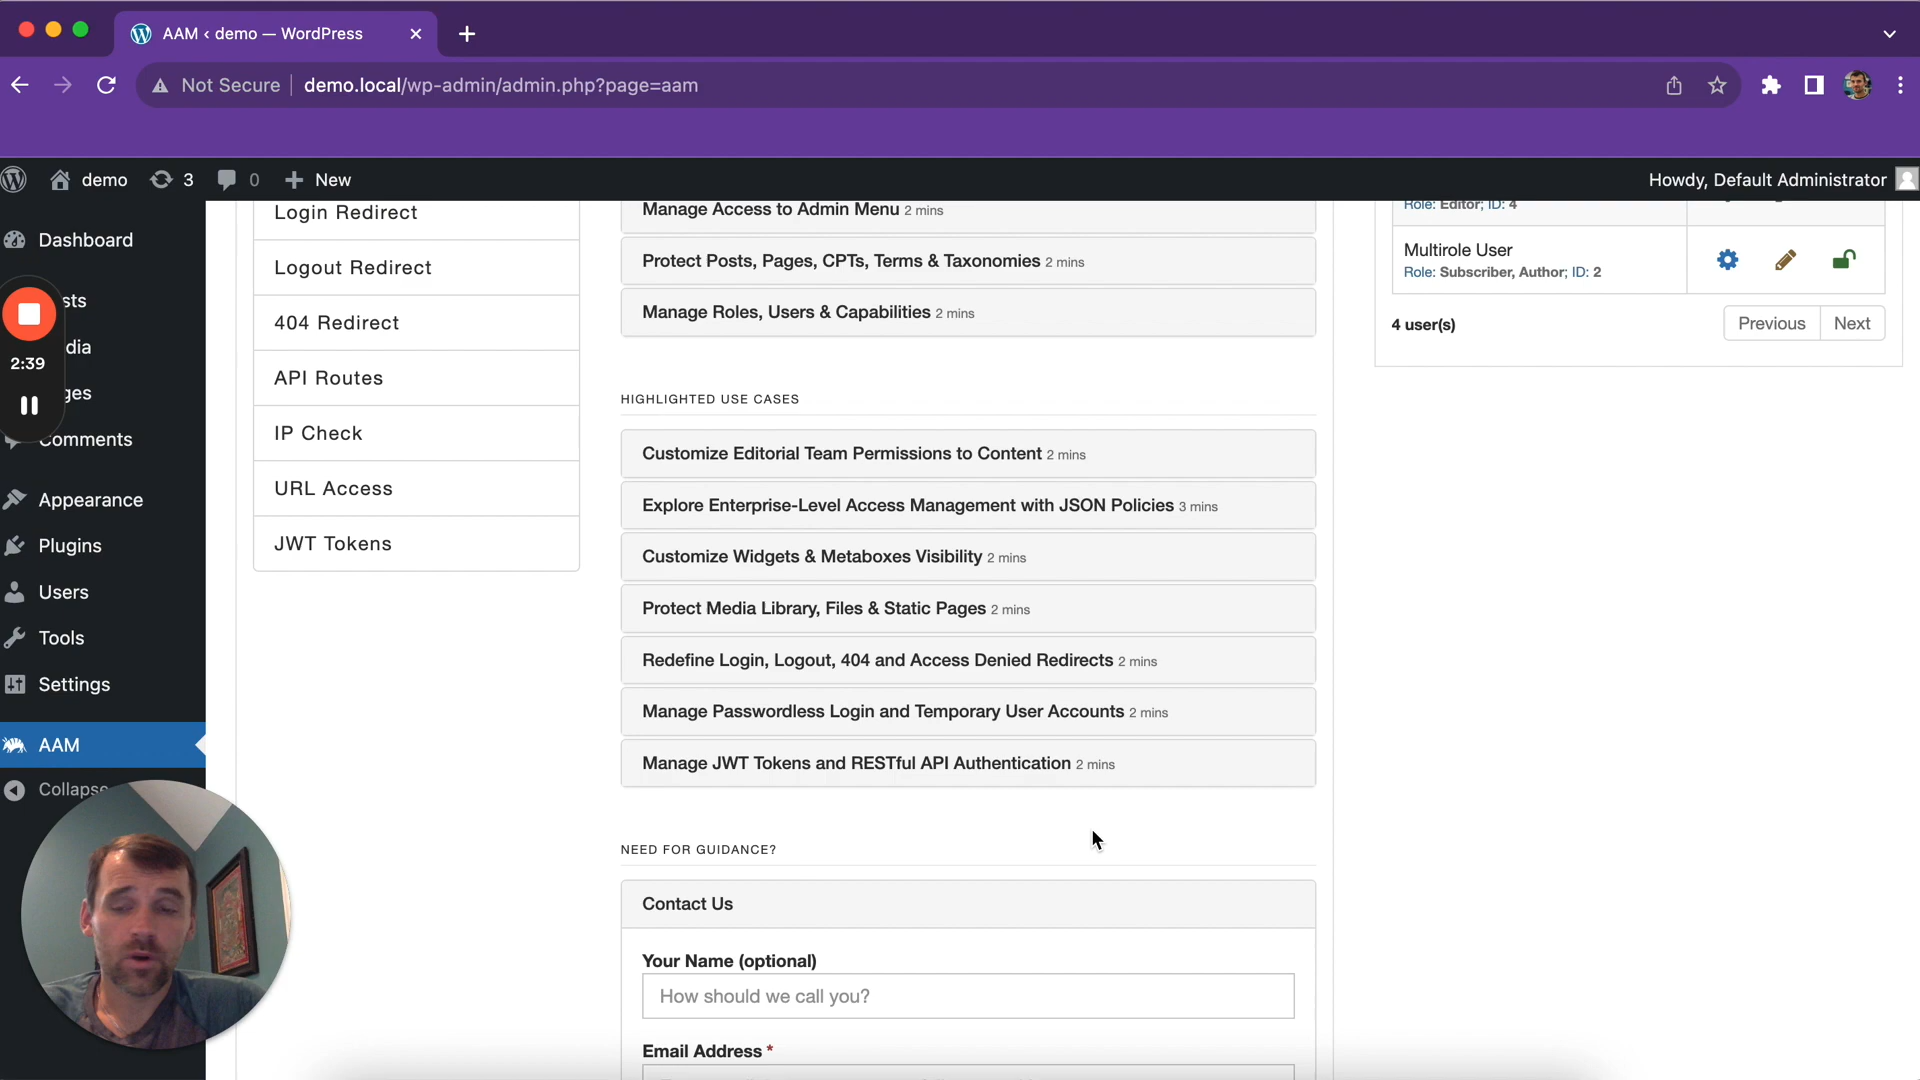 AAM ‹ demo — WordPress
Not Secure
demo.local/wp-admin/admin.php?page=aam
demo
3
0
New
Howdy, Default Administrator
Dashboard
sts
2:39
dia
ges
Comments
Appearance
Plugins
Users
Tools
Settings
AAM
Collapse
Login Redirect
Logout Redirect
404 Redirect
API Routes
IP Check
URL Access
JWT Tokens
Manage Access to Admin Menu 2 mins
Protect Posts, Pages, CPTs, Terms & Taxonomies 2 mins
Manage Roles, Users & Capabilities 2 mins
HIGHLIGHTED USE CASES
Customize Editorial Team Permissions to Content 2 mins
Explore Enterprise-Level Access Management with JSON Policies 3 mins
Customize Widgets & Metaboxes Visibility 2 mins
Protect Media Library, Files & Static Pages 2 mins
Redefine Login, Logout, 404 and Access Denied Redirects 2 mins
Manage Passwordless Login and Temporary User Accounts 2 mins
Manage JWT Tokens and RESTful API Authentication 2 mins
NEED FOR GUIDANCE?
Contact Us
Your Name (optional)
How should we call you?
Email Address *
Role: Editor; ID: 4
Multirole User
Role: Subscriber, Author; ID: 2
4 user(s)
Previous
Next